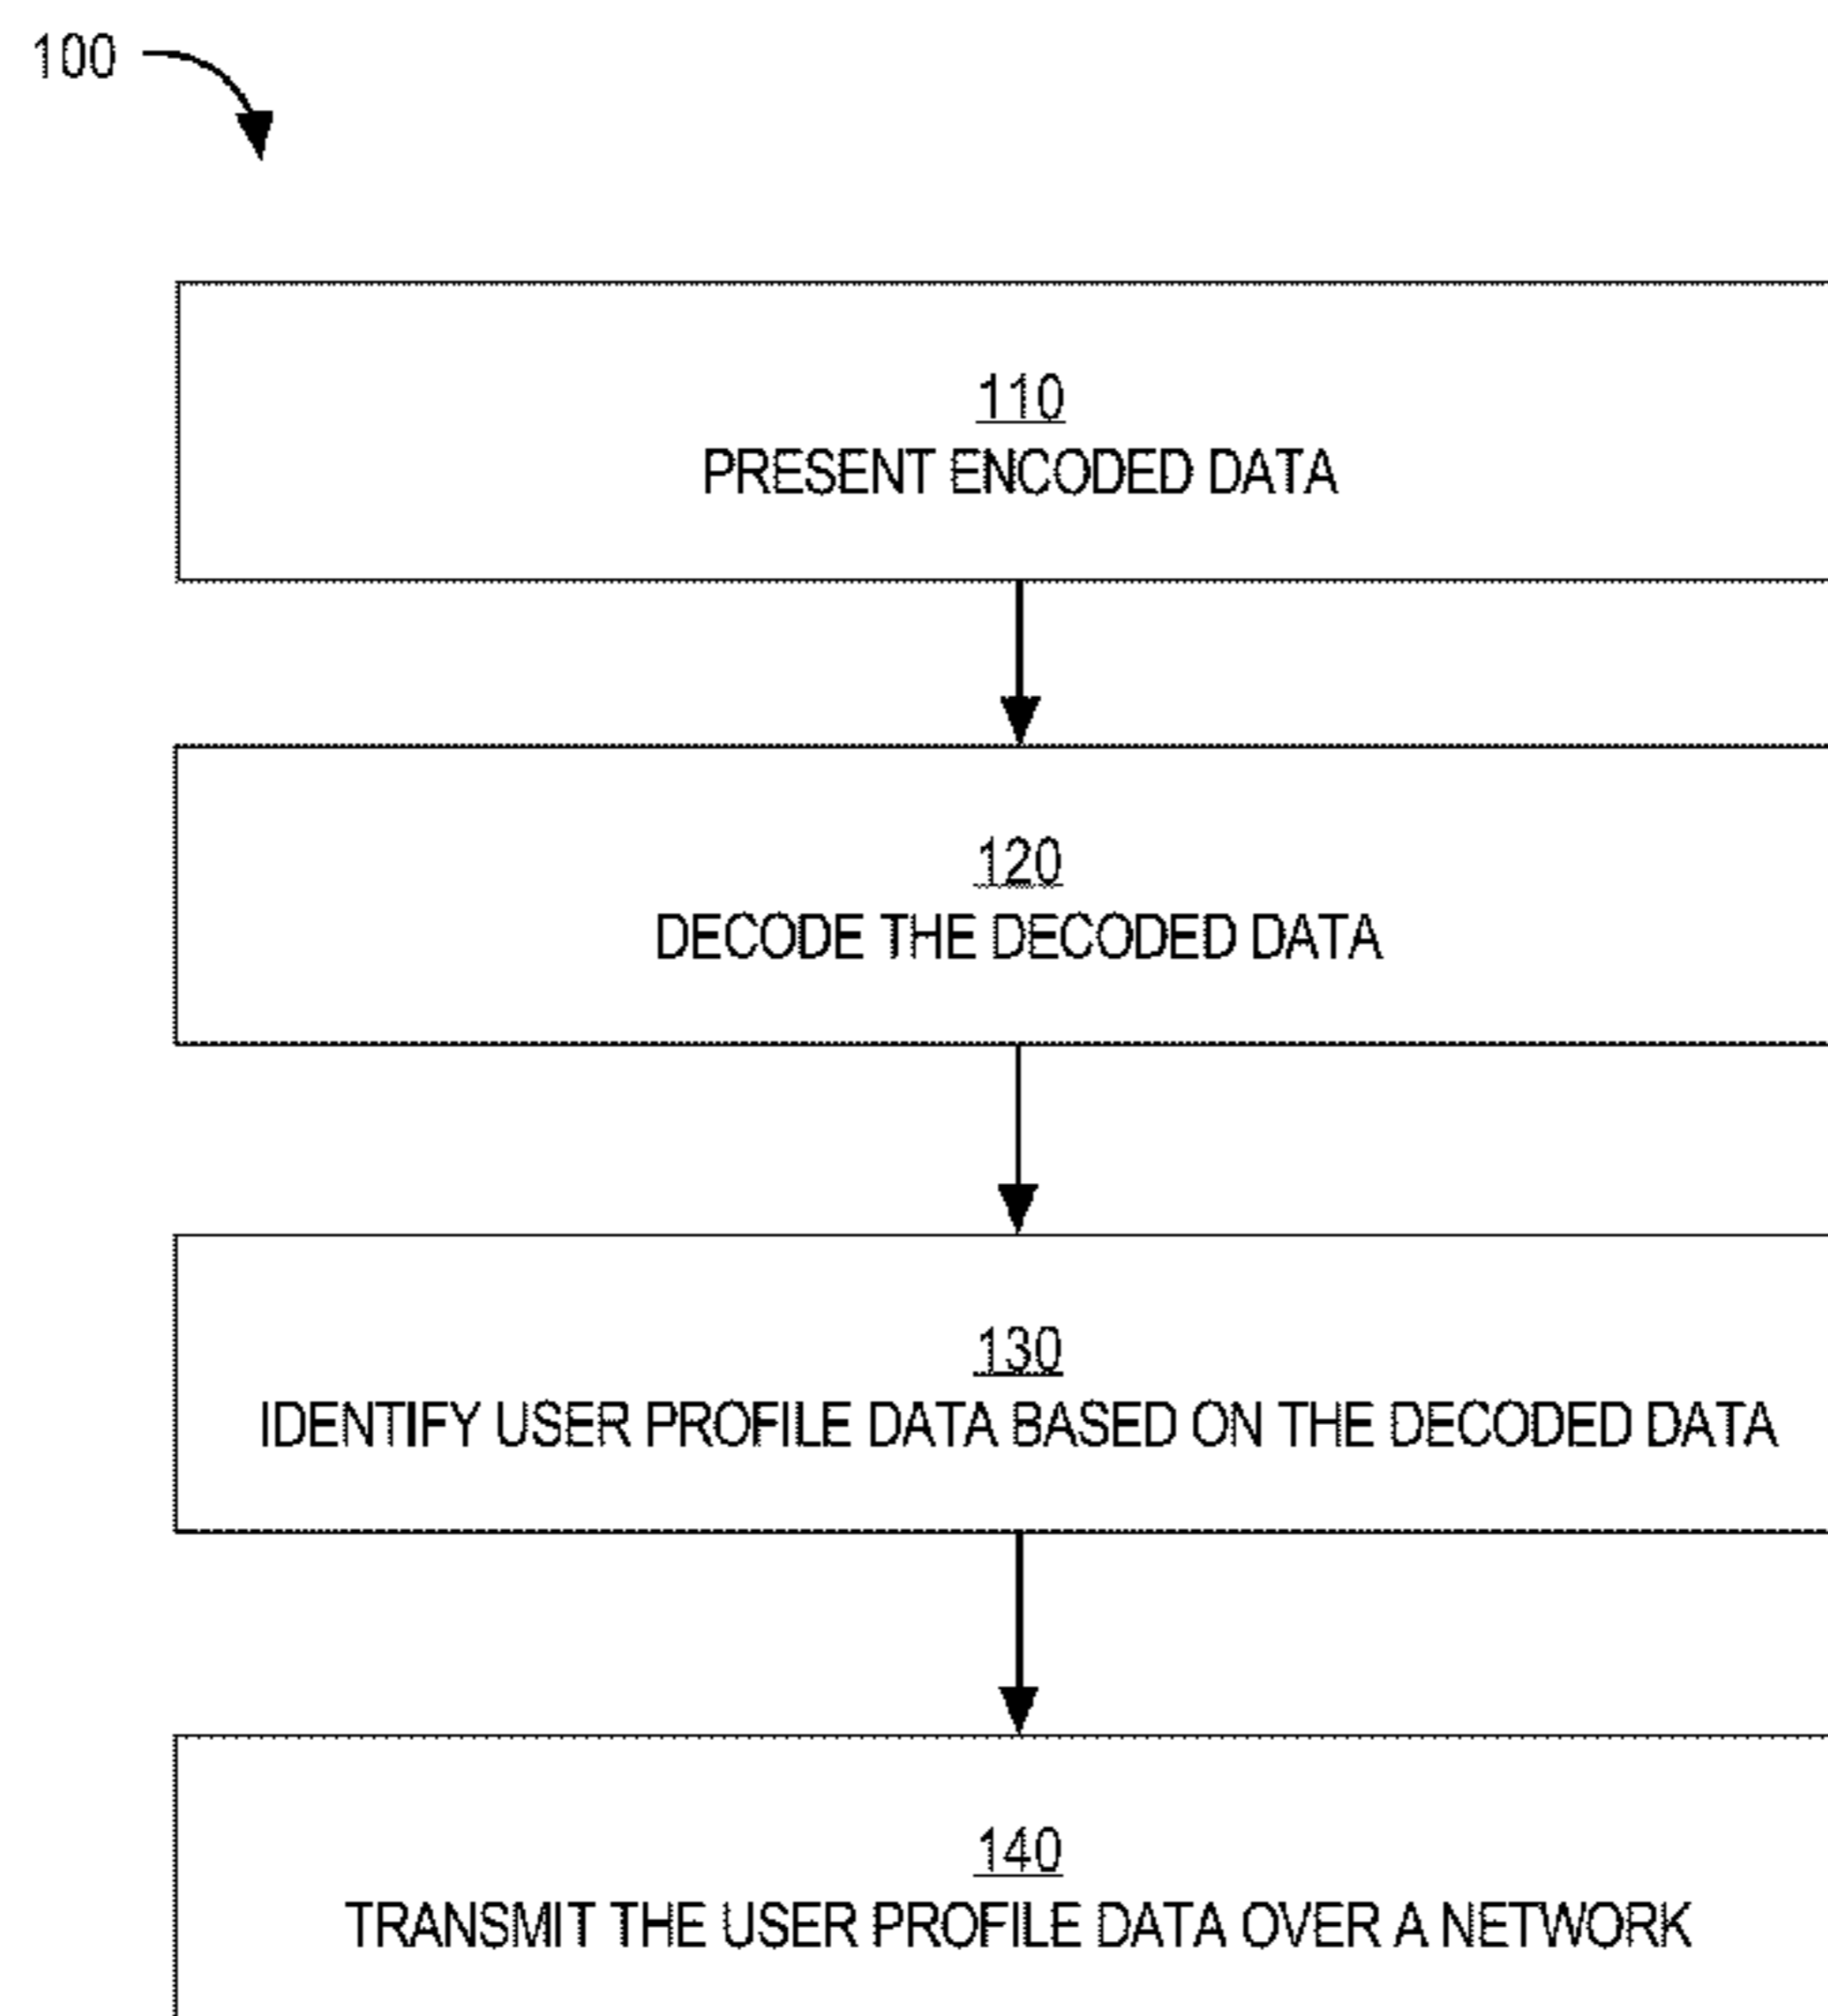 100
110
PRESENT ENCODED DATA
120
DECODE THE DECODED DATA
130
IDENTIFY USER PROFILE DATA BASED ON THE DECODED DATA
140
TRANSMIT THE USER PROFILE DATA OVER A NETWORK